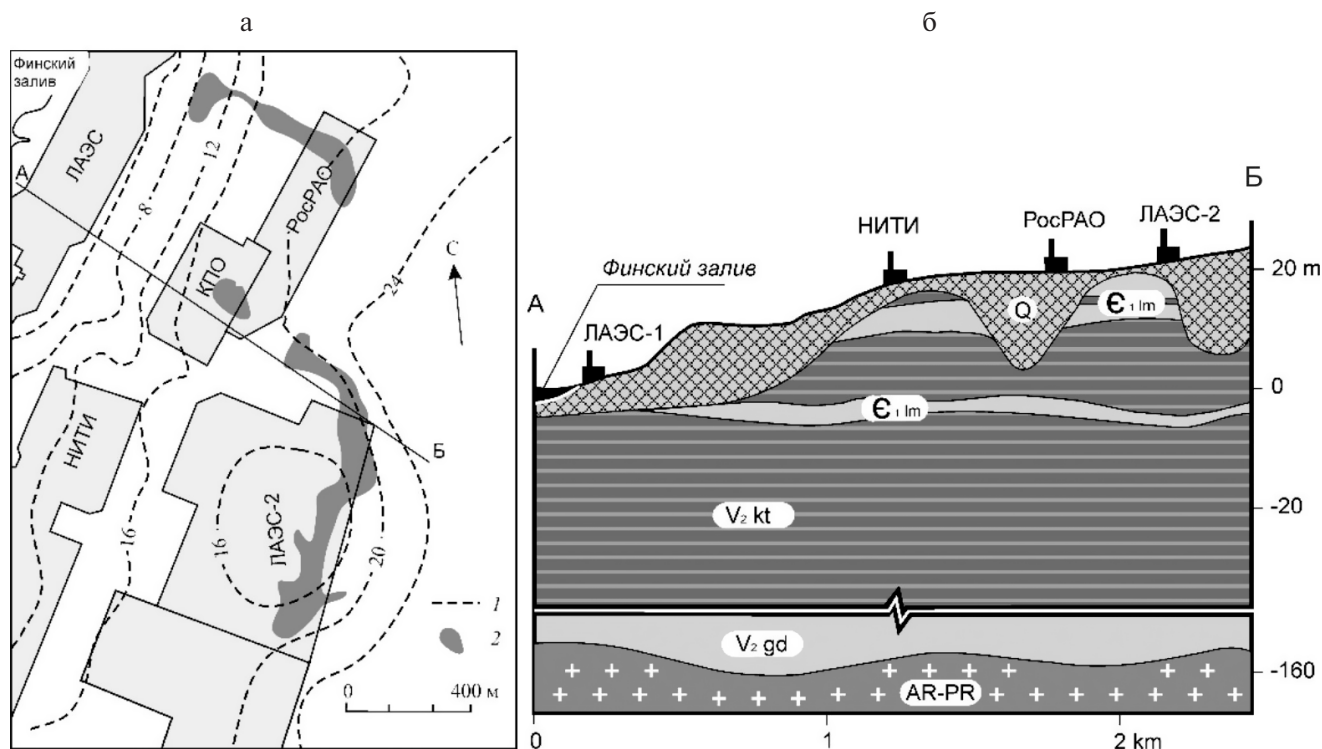 а
Финский
залив
ЛАЭС
12
8
А
РосРАО
КПО
С
24
Б
НИТИ
16
16
ЛАЭС-2
20
1
2
0 400 м
б
Б
НИТИ
РосРАО
ЛАЭС-2
Финский залив
20 m
А
ЛАЭС-1
Q
Є₁ lm
0
Є₁ lm
V₂ kt
-20
V₂ gd
AR-PR
-160
0 1 2 km